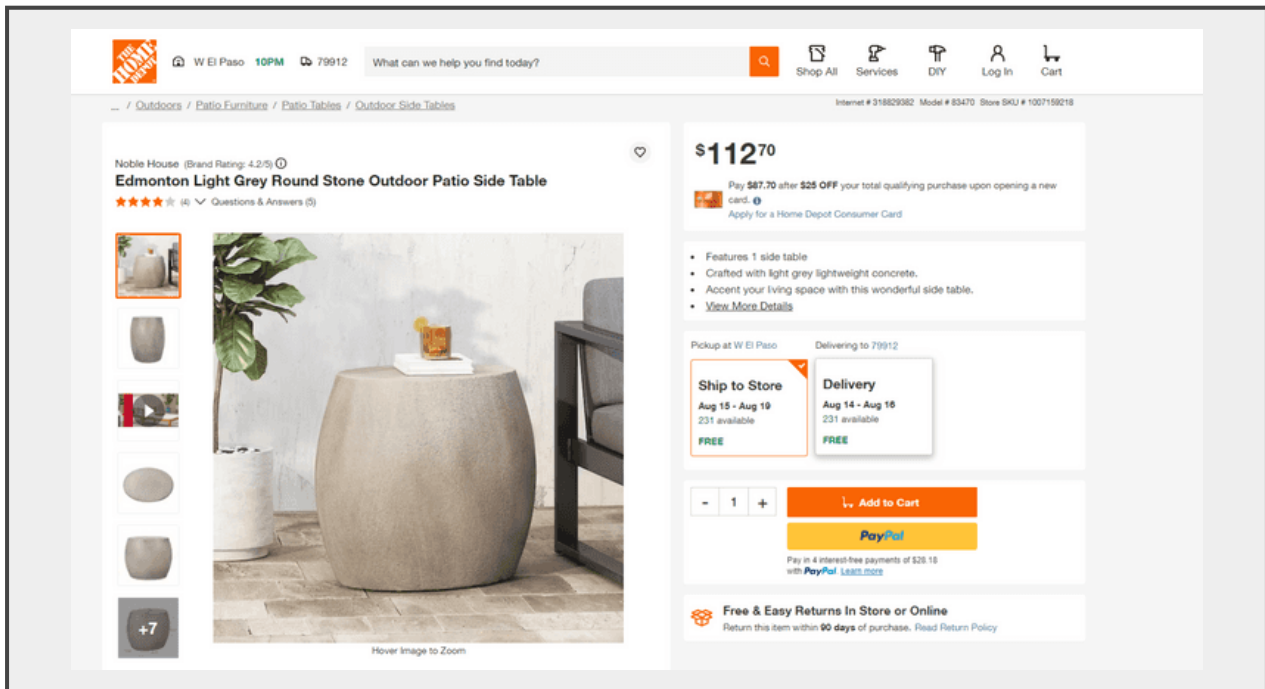 THE HOME DEPOT
W El Paso 10PM 79912 What can we help you find today? Shop All Services DIY Log In Cart
... / Outdoors / Patio Furniture / Patio Tables / Outdoor Side Tables
Internet # 318829382 Model # 83470 Store SKU # 1007159218
Noble House (Brand Rating: 4.2/5)
Edmonton Light Grey Round Stone Outdoor Patio Side Table
(4) Questions & Answers (5)
+7
Hover Image to Zoom
$112 70
Pay $87.70 after $25 OFF your total qualifying purchase upon opening a new
card.
Apply for a Home Depot Consumer Card
• Features 1 side table
• Crafted with light grey lightweight concrete.
• Accent your living space with this wonderful side table.
• View More Details
Pickup at W El Paso
Delivering to 79912
Ship to Store
Aug 15 - Aug 19
231 available
FREE
Delivery
Aug 14 - Aug 16
231 available
FREE
- 1 + Add to Cart
PayPal
Pay in 4 interest-free payments of $28.18
with PayPal. Learn more
Free & Easy Returns In Store or Online
Return this item within 90 days of purchase. Read Return Policy